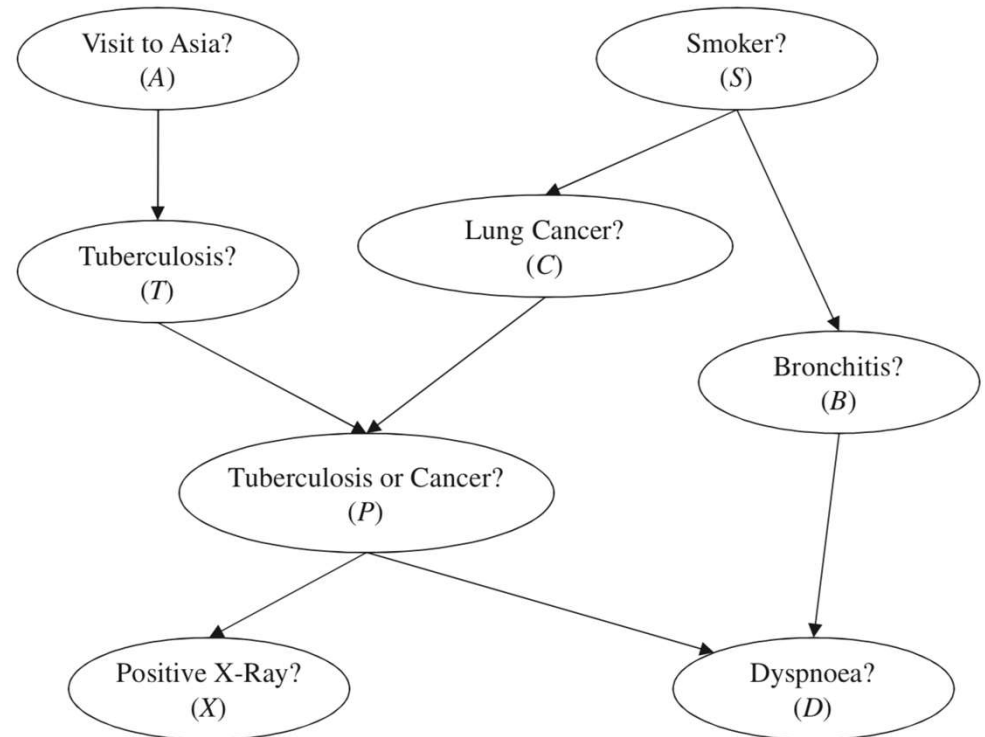 Visit to Asia?
(A)
Smoker?
(S)
Lung Cancer?
(C)
Tuberculosis?
(T)
Bronchitis?
(B)
Tuberculosis or Cancer?
(P)
Positive X-Ray?
(X)
Dyspnoea?
(D)